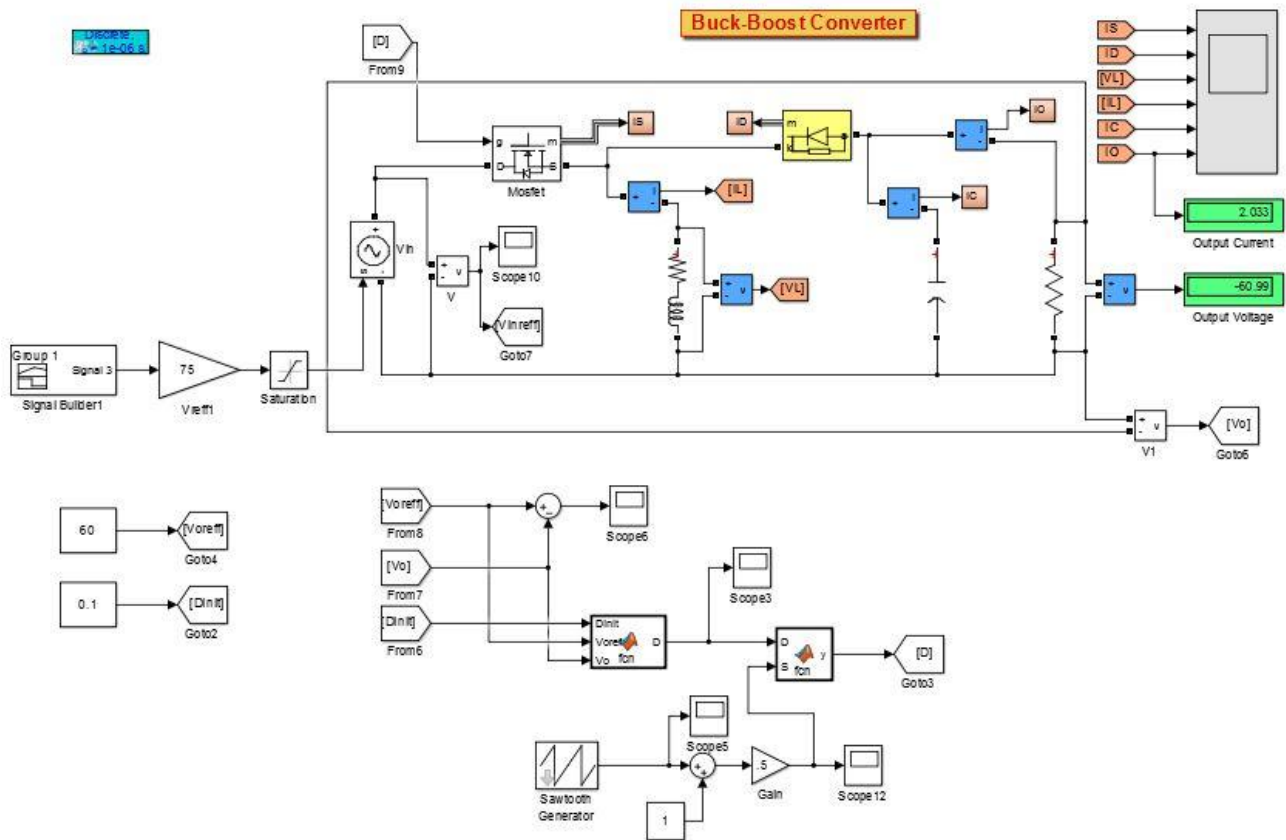 Buck-Boost Converter
Discrete,
= 1e-06 s
[D]
From9
g
m
D
S
Mosfet
IS
ID
m
a
k
+
-
i
IO
+
-
i
[IL]
+
-
i
IC
IS
ID
[VL]
[IL]
IC
IO
2.033
Output Current
-60.99
Output Voltage
+
s
-
Vin
+
-
v
V
Scope10
[Vinreff]
Goto7
+
-
v
[VL]
+
-
v
Group 1
Signal 3
Signal Builder1
75
Vreff1
Saturation
+
-
v
V1
[Vo]
Goto6
60
[Voreff]
Goto4
0.1
[Dinit]
Goto2
[Voreff]
From8
+
-
Scope6
[Vo]
From7
[Dinit]
From6
Dinit
Voreff
Vo
D
fcn
Scope3
D
S
y
fcn
[D]
Goto3
Scope5
Sawtooth
Generator
+
+
1
.5
Gain
Scope12